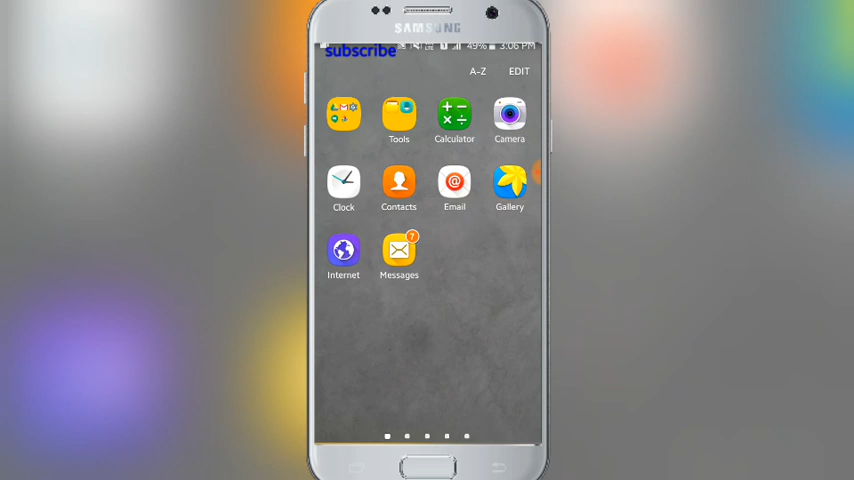 SAMSUNG
subscribe
49% 3:06 PM
A-Z EDIT
Tools Calculator Camera
Clock Contacts Email Gallery
7
Internet Messages